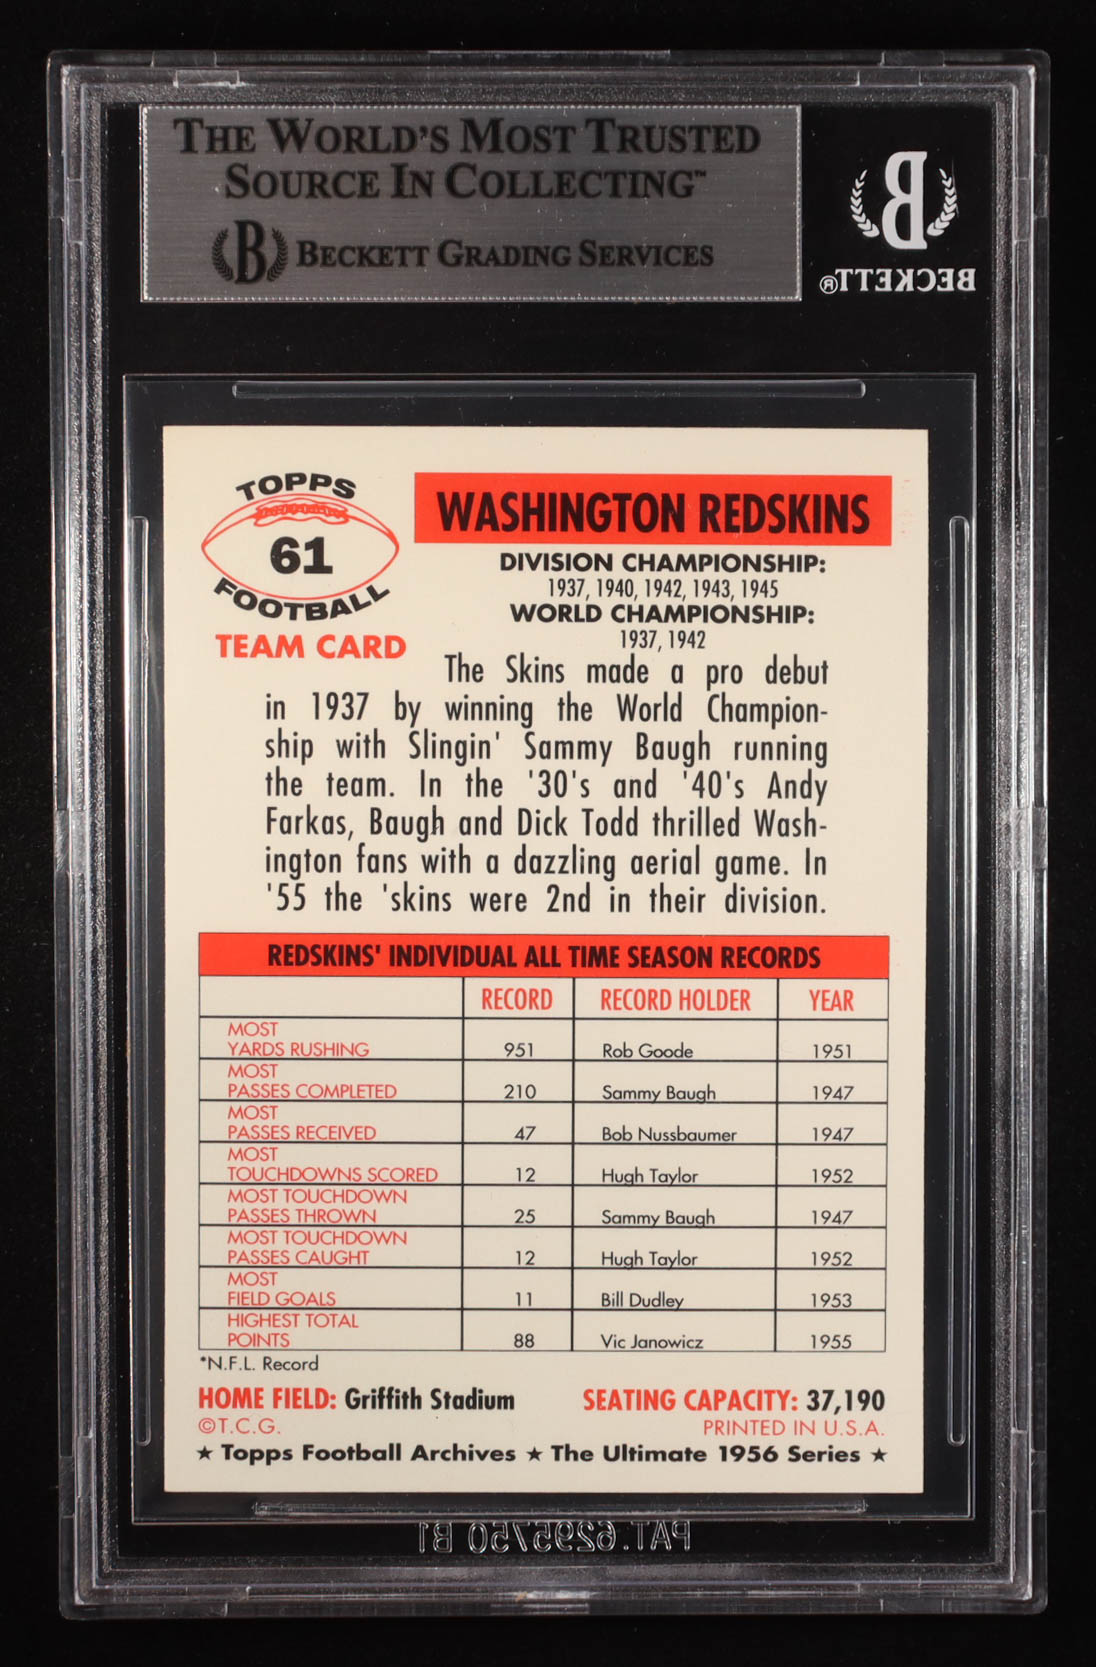 THE WORLD'S MOST TRUSTED
SOURCE IN COLLECTING™
B BECKETT GRADING SERVICES
B
BECKETT®
TOPPS
61
FOOTBALL
TEAM CARD
WASHINGTON REDSKINS
DIVISION CHAMPIONSHIP:
1937, 1940, 1942, 1943, 1945
WORLD CHAMPIONSHIP:
1937, 1942
The Skins made a pro debut
in 1937 by winning the World Champion-
ship with Slingin' Sammy Baugh running
the team. In the '30's and '40's Andy
Farkas, Baugh and Dick Todd thrilled Wash-
ington fans with a dazzling aerial game. In
'55 the 'skins were 2nd in their division.
REDSKINS' INDIVIDUAL ALL TIME SEASON RECORDS
RECORD RECORD HOLDER YEAR
MOST
YARDS RUSHING 951 Rob Goode 1951
MOST
PASSES COMPLETED 210 Sammy Baugh 1947
MOST
PASSES RECEIVED 47 Bob Nussbaumer 1947
MOST
TOUCHDOWNS SCORED 12 Hugh Taylor 1952
MOST TOUCHDOWN
PASSES THROWN 25 Sammy Baugh 1947
MOST TOUCHDOWN
PASSES CAUGHT 12 Hugh Taylor 1952
MOST
FIELD GOALS 11 Bill Dudley 1953
HIGHEST TOTAL
POINTS 88 Vic Janowicz 1955
*N.F.L. Record
HOME FIELD: Griffith Stadium SEATING CAPACITY: 37,190
©T.C.G. PRINTED IN U.S.A.
★ Topps Football Archives ★ The Ultimate 1956 Series ★
PAT. 6295750 B1